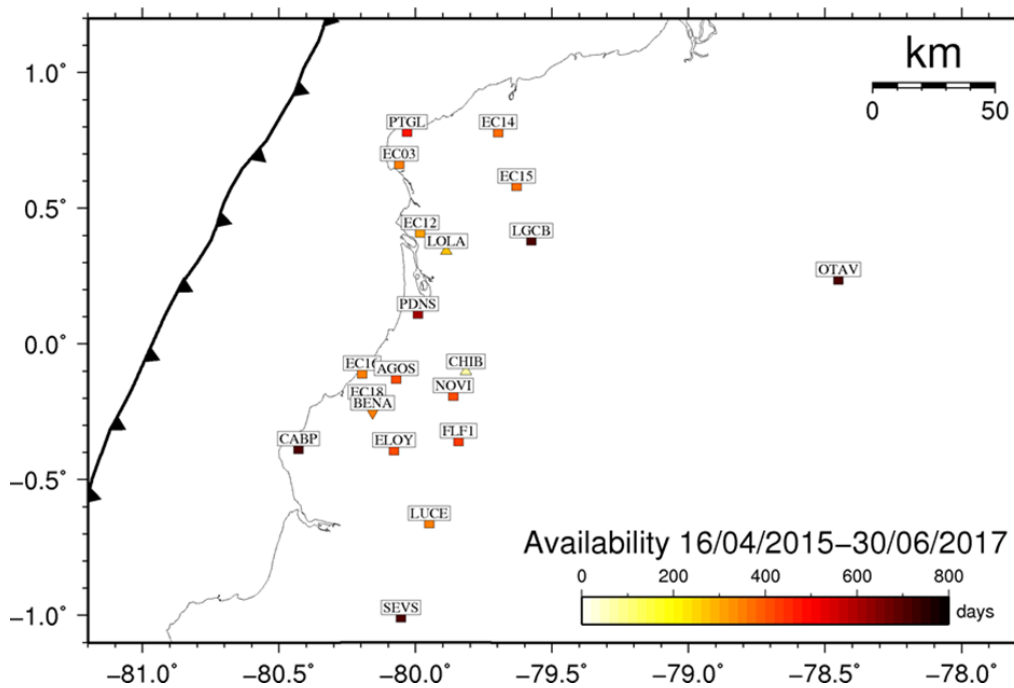 km
0 50
1.0°
0.5°
0.0°
−0.5°
−1.0°
PTGL
EC14
EC03
EC15
EC12
LGCB
LOLA
OTAV
PDNS
EC16
AGOS
CHIB
NOVI
EC18
BENA
CABP
ELOY
FLF1
LUCE
SEVS
Availability 16/04/2015−30/06/2017
0 200 400 600 800
days
−81.0° −80.5° −80.0° −79.5° −79.0° −78.5° −78.0°